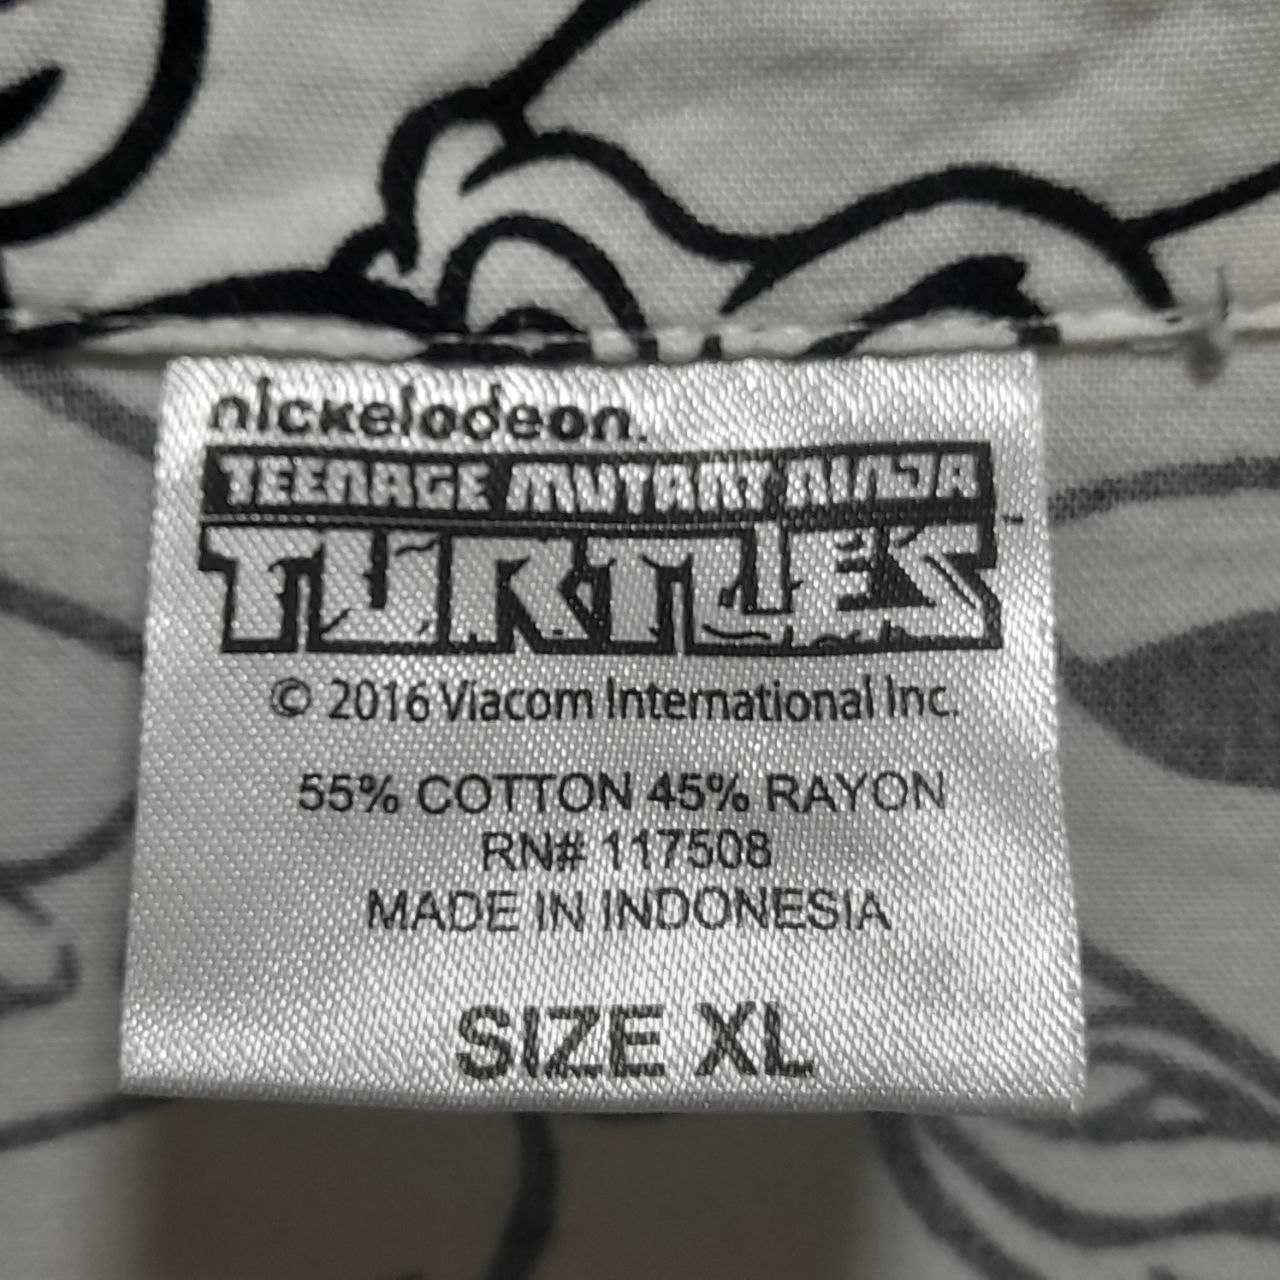 nickelodeon.
TEENAGE MUTANT NINJA
TURTLES
© 2016 Viacom International Inc.
55% COTTON 45% RAYON
RN# 117508
MADE IN INDONESIA
SIZE XL